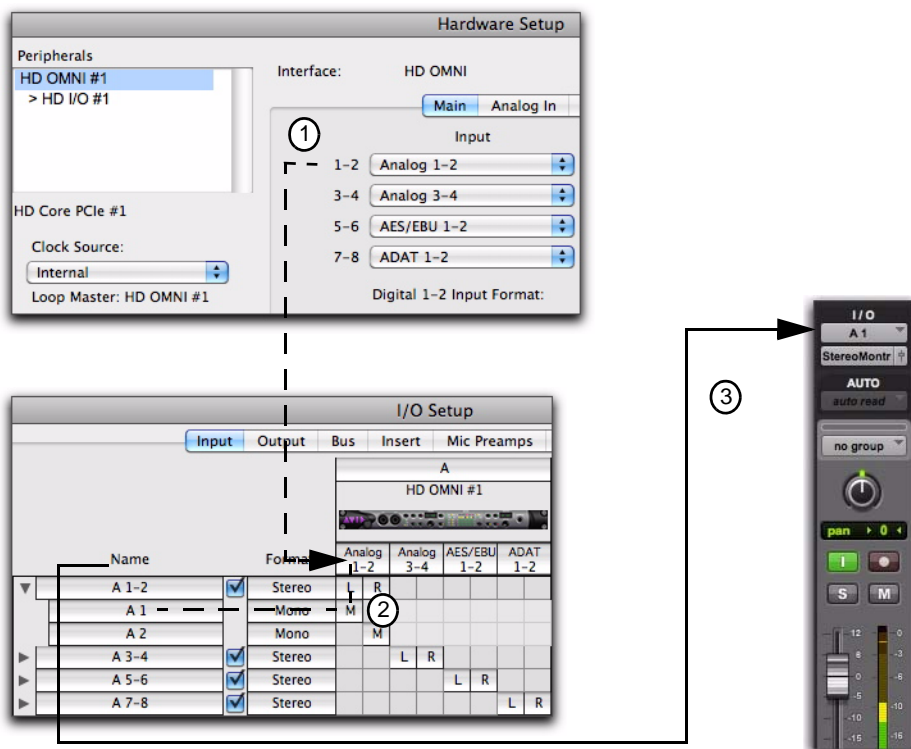 Hardware Setup
Peripherals
HD OMNI #1
> HD I/O #1
Interface: HD OMNI
Main Analog In
Input
1
1-2 Analog 1-2
3-4 Analog 3-4
5-6 AES/EBU 1-2
7-8 ADAT 1-2
Digital 1-2 Input Format:
HD Core PCIe #1
Clock Source:
Internal
Loop Master: HD OMNI #1
I/O Setup
Input Output Bus Insert Mic Preamps
A
HD OMNI #1
AVID
Name Format Analog 1-2 Analog 3-4 AES/EBU 1-2 ADAT 1-2
A 1-2 Stereo L R
A 1 Mono M
2
A 2 Mono M
A 3-4 Stereo L R
A 5-6 Stereo L R
A 7-8 Stereo L R
3
I/O
A 1
StereoMontr
AUTO
auto read
no group
pan 0
I
S M
12 0
6 -3
0 -6
-5
-10 -10
-15 -16